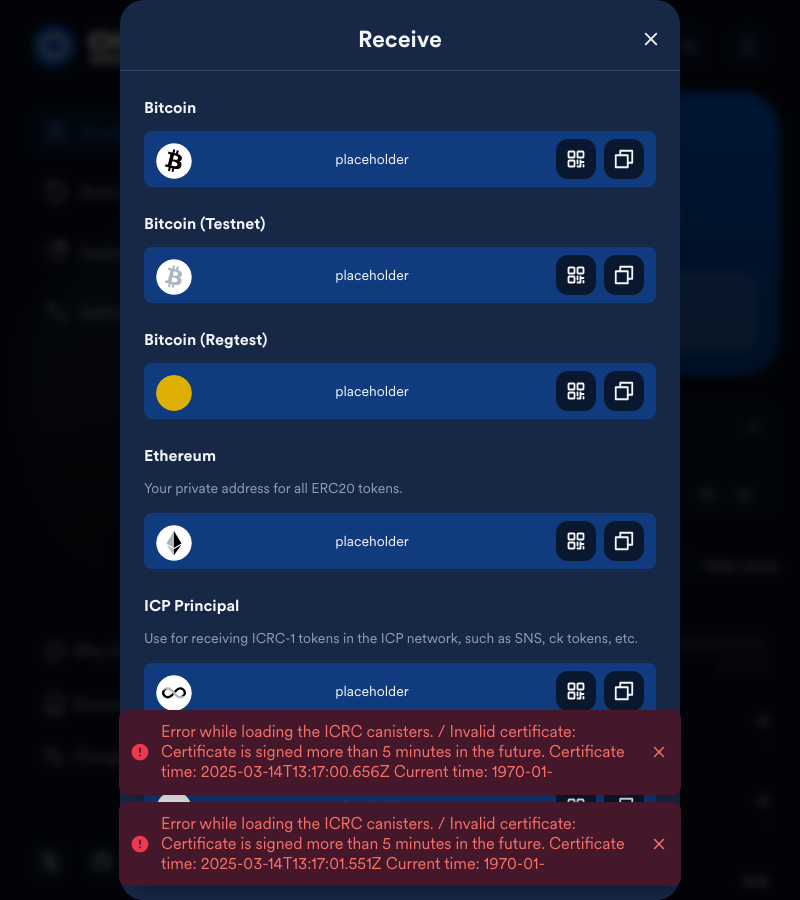 Receive
Bitcoin
placeholder
Bitcoin (Testnet)
placeholder
Bitcoin (Regtest)
placeholder
Ethereum
Your private address for all ERC20 tokens.
placeholder
ICP Principal
Use for receiving ICRC-1 tokens in the ICP network, such as SNS, ck tokens, etc.
placeholder
Error while loading the ICRC canisters. / Invalid certificate:
Certificate is signed more than 5 minutes in the future. Certificate
time: 2025-03-14T13:17:00.656Z Current time: 1970-01-
Error while loading the ICRC canisters. / Invalid certificate:
Certificate is signed more than 5 minutes in the future. Certificate
time: 2025-03-14T13:17:01.551Z Current time: 1970-01-